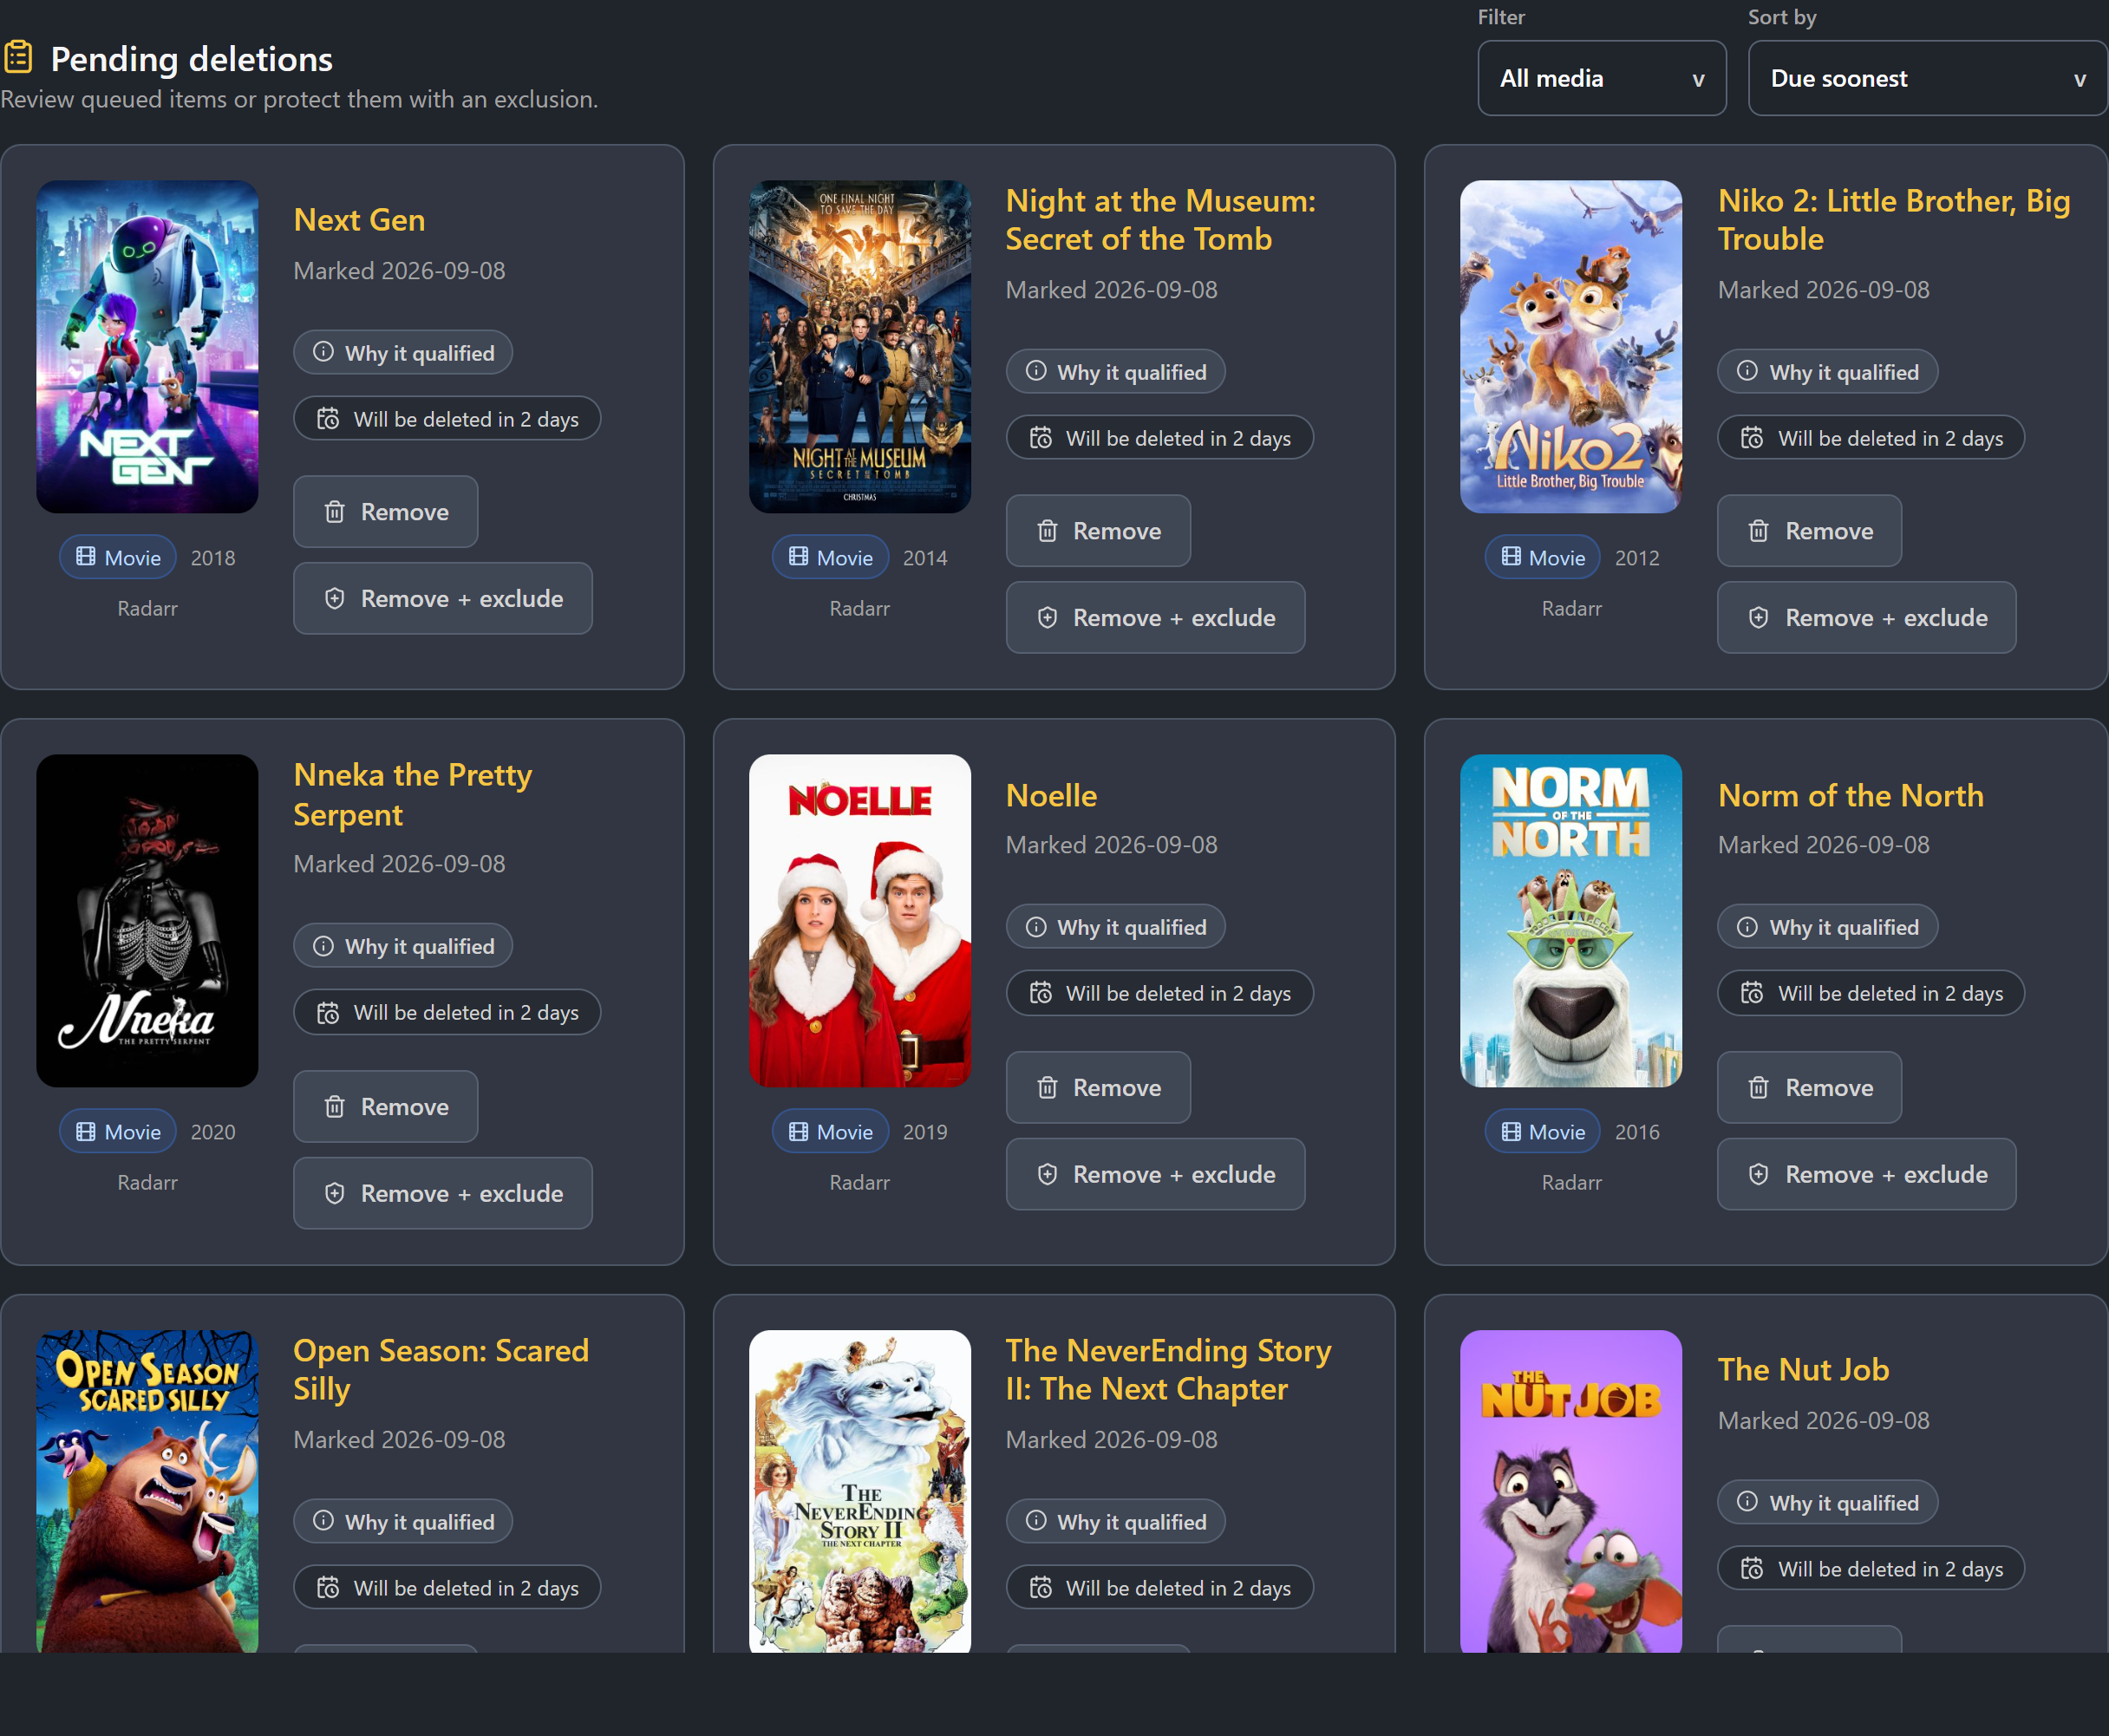 Filter
Sort by
Pending deletions
Review queued items or protect them with an exclusion.
All media v
Due soonest v
NEXT
GEN
Movie 2018
Radarr
Next Gen
Marked 2026-09-08
Why it qualified
Will be deleted in 2 days
Remove
Remove + exclude
ONE FINAL NIGHT
TO SAVE THE DAY
NIGHT AT THE MUSEUM
SECRET OF THE TOMB
CHRISTMAS
Movie 2014
Radarr
Night at the Museum:
Secret of the Tomb
Marked 2026-09-08
Why it qualified
Will be deleted in 2 days
Remove
Remove + exclude
Niko2
Little Brother, Big Trouble
Movie 2012
Radarr
Niko 2: Little Brother, Big
Trouble
Marked 2026-09-08
Why it qualified
Will be deleted in 2 days
Remove
Remove + exclude
Nneka
THE PRETTY SERPENT
Movie 2020
Radarr
Nneka the Pretty
Serpent
Marked 2026-09-08
Why it qualified
Will be deleted in 2 days
Remove
Remove + exclude
NOELLE
Movie 2019
Radarr
Noelle
Marked 2026-09-08
Why it qualified
Will be deleted in 2 days
Remove
Remove + exclude
NORM
OF THE
NORTH
Movie 2016
Radarr
Norm of the North
Marked 2026-09-08
Why it qualified
Will be deleted in 2 days
Remove
Remove + exclude
OPEN SEASON
SCARED SILLY
Open Season: Scared
Silly
Marked 2026-09-08
Why it qualified
Will be deleted in 2 days
THE
NEVERENDING
STORY II
THE NEXT CHAPTER
The NeverEnding Story
II: The Next Chapter
Marked 2026-09-08
Why it qualified
Will be deleted in 2 days
THE
NUT JOB
The Nut Job
Marked 2026-09-08
Why it qualified
Will be deleted in 2 days